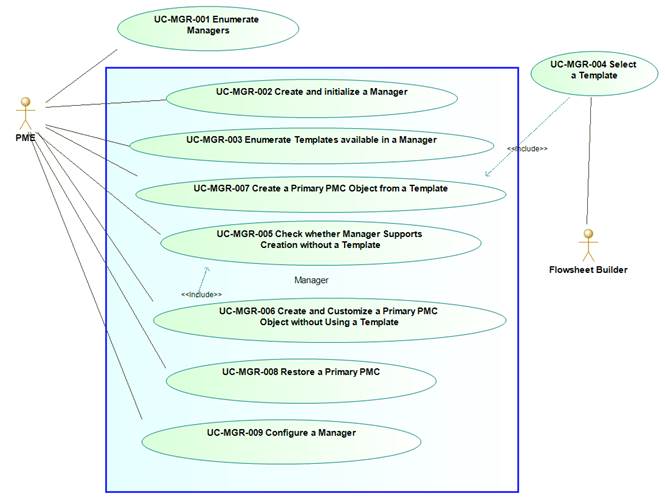 UC-MGR-001 Enumerate
Managers
UC-MGR-004 Select
a Template
UC-MGR-002 Create and initialize a Manager
PME
UC-MGR-003 Enumerate Templates available in a Manager
<<Include>>
UC-MGR-007 Create a Primary PMC Object from a Template
UC-MGR-005 Check whether Manager Supports
Creation without a Template
Flowsheet Builder
Manager
<<Include>>
UC-MGR-006 Create and Customize a Primary PMC
Object without Using a Template
UC-MGR-008 Restore a Primary PMC
UC-MGR-009 Configure a Manager